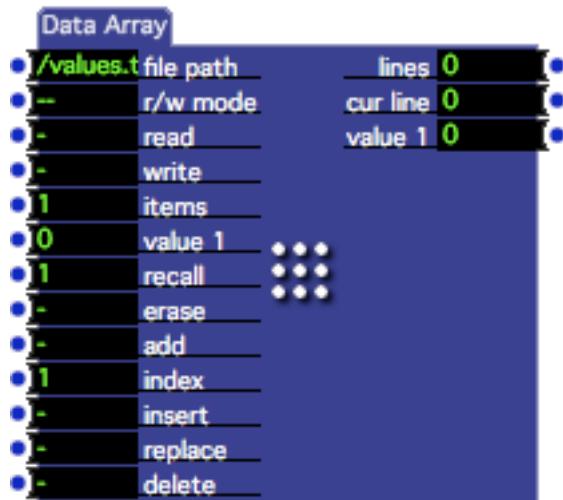 Data Array
/values.t file path lines 0
-- r/w mode cur line 0
- read value 1 0
- write
1 items
0 value 1
1 recall
- erase
- add
1 index
- insert
- replace
- delete